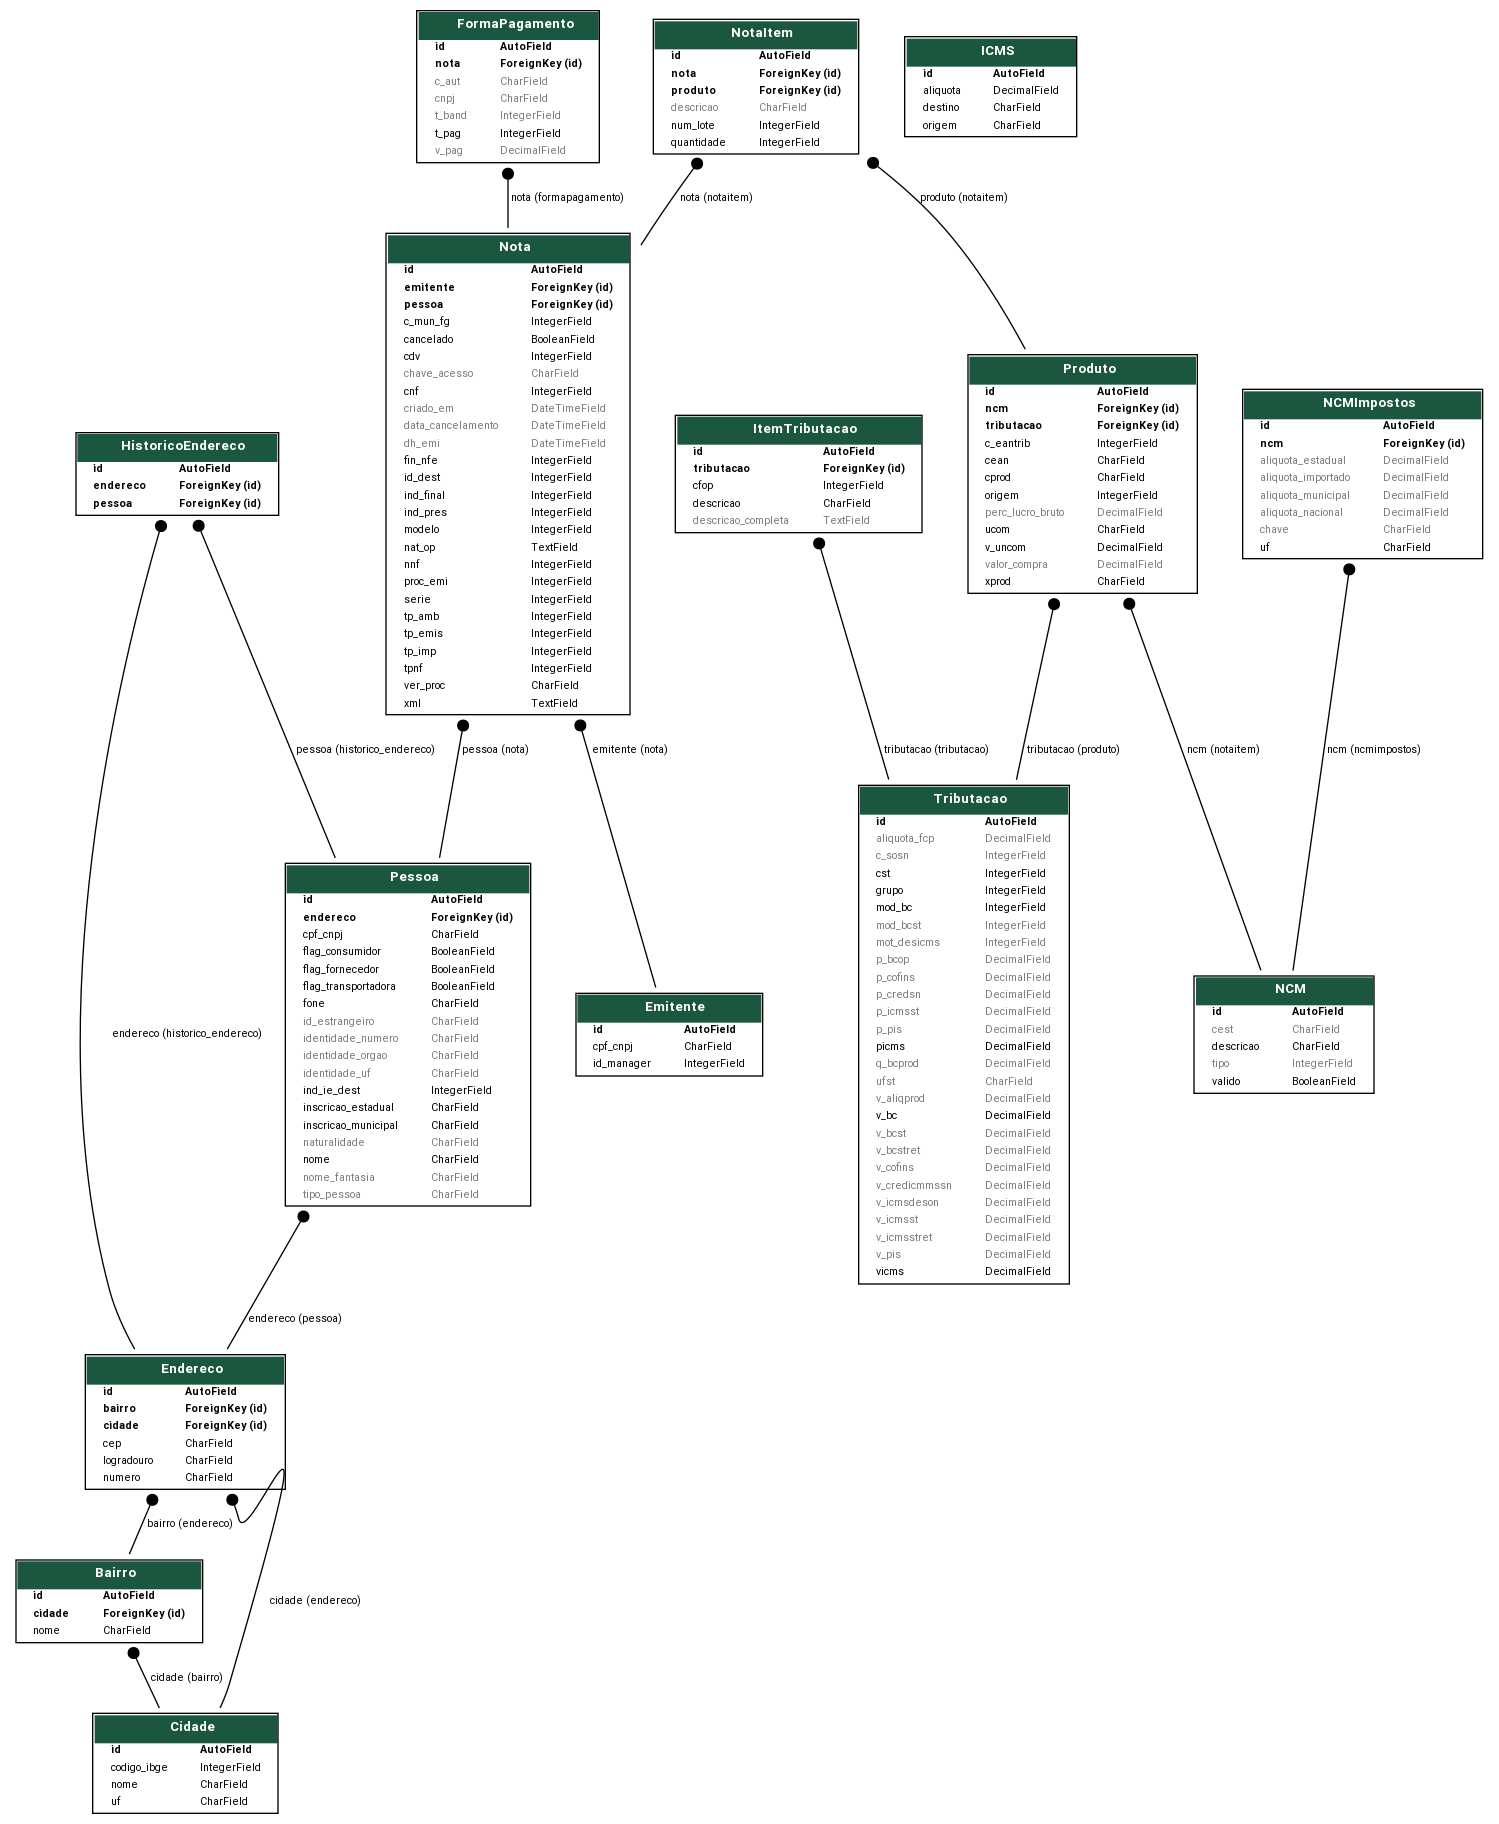 FormaPagamento
id AutoField
nota ForeignKey (id)
c_aut CharField
cnpj CharField
t_band IntegerField
t_pag IntegerField
v_pag DecimalField
NotaItem
id AutoField
nota ForeignKey (id)
produto ForeignKey (id)
descricao CharField
num_lote IntegerField
quantidade IntegerField
ICMS
id AutoField
aliquota DecimalField
destino CharField
origem CharField
nota (formapagamento)
nota (notaitem)
produto (notaitem)
Nota
id AutoField
emitente ForeignKey (id)
pessoa ForeignKey (id)
c_mun_fg IntegerField
cancelado BooleanField
cdv IntegerField
chave_acesso CharField
cnf IntegerField
criado_em DateTimeField
data_cancelamento DateTimeField
dh_emi DateTimeField
fin_nfe IntegerField
id_dest IntegerField
ind_final IntegerField
ind_pres IntegerField
modelo IntegerField
nat_op TextField
nnf IntegerField
proc_emi IntegerField
serie IntegerField
tp_amb IntegerField
tp_emis IntegerField
tp_imp IntegerField
tpnf IntegerField
ver_proc CharField
xml TextField
HistoricoEndereco
id AutoField
endereco ForeignKey (id)
pessoa ForeignKey (id)
ItemTributacao
id AutoField
tributacao ForeignKey (id)
cfop IntegerField
descricao CharField
descricao_completa TextField
Produto
id AutoField
ncm ForeignKey (id)
tributacao ForeignKey (id)
c_eantrib IntegerField
cean CharField
cprod CharField
origem IntegerField
perc_lucro_bruto DecimalField
ucom CharField
v_uncom DecimalField
valor_compra DecimalField
xprod CharField
NCMImpostos
id AutoField
ncm ForeignKey (id)
aliquota_estadual DecimalField
aliquota_importado DecimalField
aliquota_municipal DecimalField
aliquota_nacional DecimalField
chave CharField
uf CharField
pessoa (historico_endereco)
pessoa (nota)
emitente (nota)
tributacao (tributacao)
tributacao (produto)
ncm (notaitem)
ncm (ncmimpostos)
Pessoa
id AutoField
endereco ForeignKey (id)
cpf_cnpj CharField
flag_consumidor BooleanField
flag_fornecedor BooleanField
flag_transportadora BooleanField
fone CharField
id_estrangeiro CharField
identidade_numero CharField
identidade_orgao CharField
identidade_uf CharField
ind_ie_dest IntegerField
inscricao_estadual CharField
inscricao_municipal CharField
naturalidade CharField
nome CharField
nome_fantasia CharField
tipo_pessoa CharField
endereco (historico_endereco)
Emitente
id AutoField
cpf_cnpj CharField
id_manager IntegerField
Tributacao
id AutoField
aliquota_fcp DecimalField
c_sosn IntegerField
cst IntegerField
grupo IntegerField
mod_bc IntegerField
mod_bcst IntegerField
mot_desicms IntegerField
p_bcop DecimalField
p_cofins DecimalField
p_credsn DecimalField
p_icmsst DecimalField
p_pis DecimalField
picms DecimalField
q_bcprod DecimalField
ufst CharField
v_aliqprod DecimalField
v_bc DecimalField
v_bcst DecimalField
v_bcstret DecimalField
v_cofins DecimalField
v_credicmmssn DecimalField
v_icmsdeson DecimalField
v_icmsst DecimalField
v_icmsstret DecimalField
v_pis DecimalField
vicms DecimalField
NCM
id AutoField
cest CharField
descricao CharField
tipo IntegerField
valido BooleanField
endereco (pessoa)
Endereco
id AutoField
bairro ForeignKey (id)
cidade ForeignKey (id)
cep CharField
logradouro CharField
numero CharField
bairro (endereco)
Bairro
id AutoField
cidade ForeignKey (id)
nome CharField
cidade (endereco)
cidade (bairro)
Cidade
id AutoField
codigo_ibge IntegerField
nome CharField
uf CharField